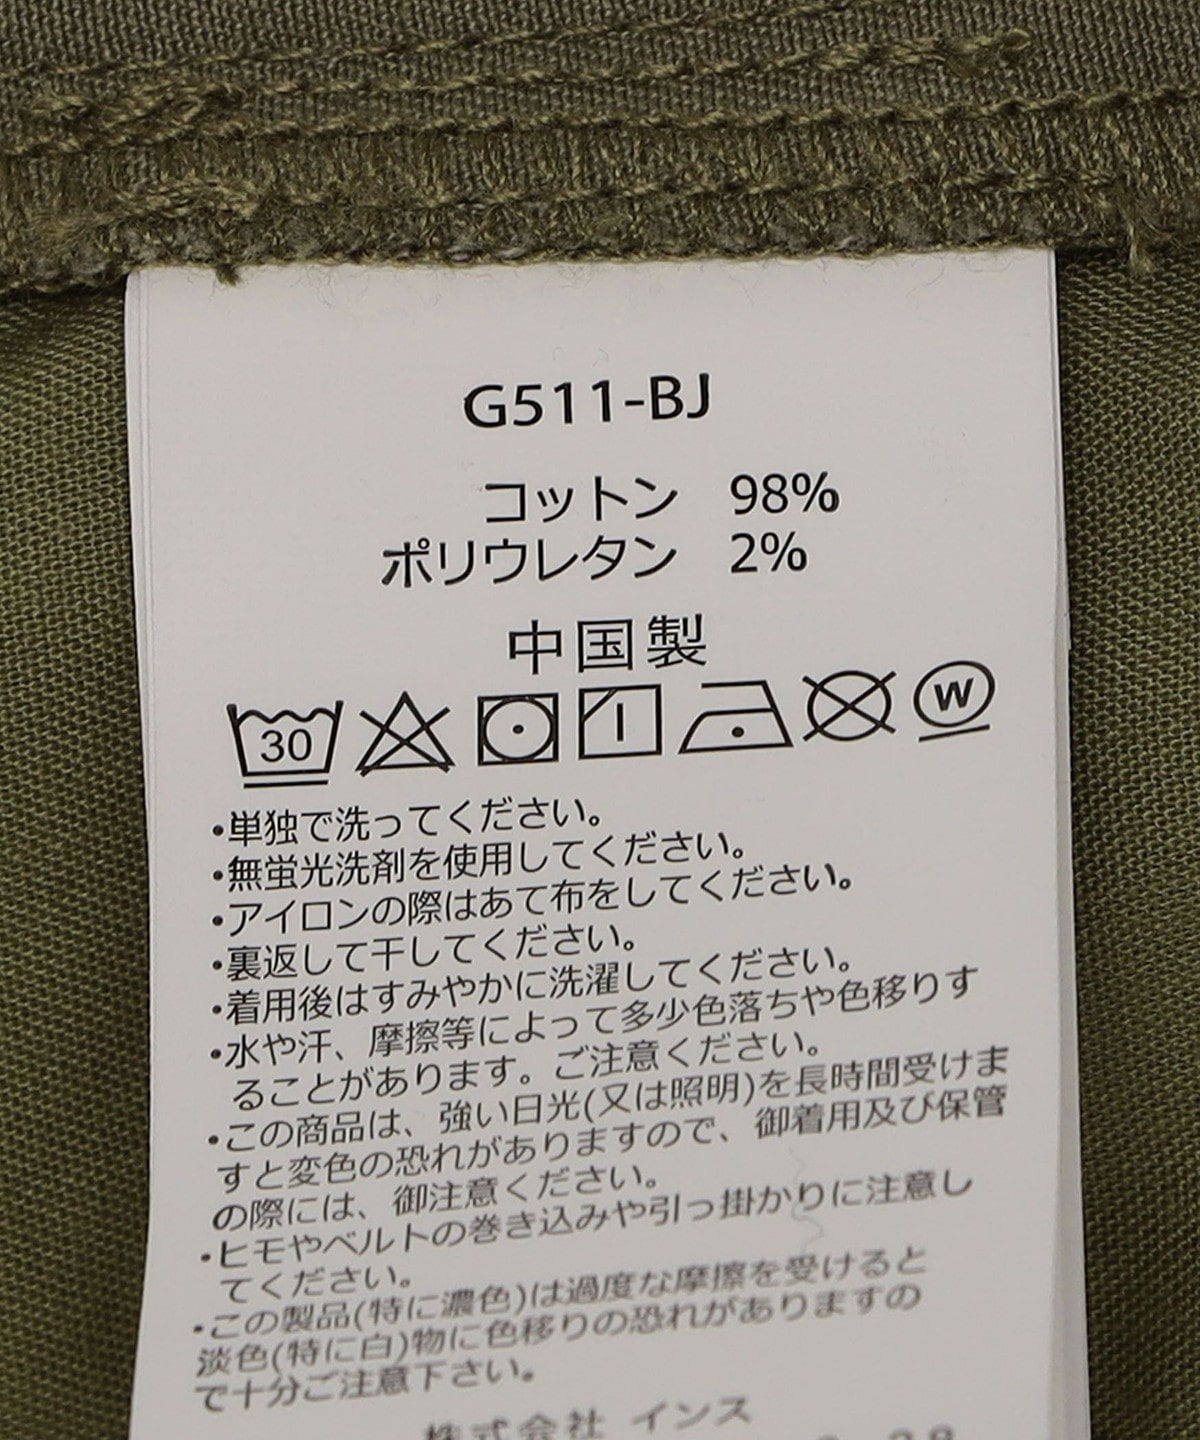 G511-BJ
コットン 98%
ポリウレタン 2%
中国製
30 W
・単独で洗ってください。
・無蛍光洗剤を使用してください。
・アイロンの際はあて布をしてください。
・裏返しで干してください。
・着用後はすみやかに洗濯してください。
・水や汗、摩擦等によって多少色落ちや色移りす
ることがあります。ご注意ください。
・この商品は、強い日光(又は照明)を長時間受けま
すと変色の恐れがありますので、御着用及び保管
の際には、御注意ください。
・ヒモやベルトの巻き込みや引っ掛かりに注意し
てください。
・この製品(特に濃色)は過度な摩擦を受けると
淡色(特に白)物に色移りの恐れがありますの
で十分ご注意下さい。
株式会社 インス